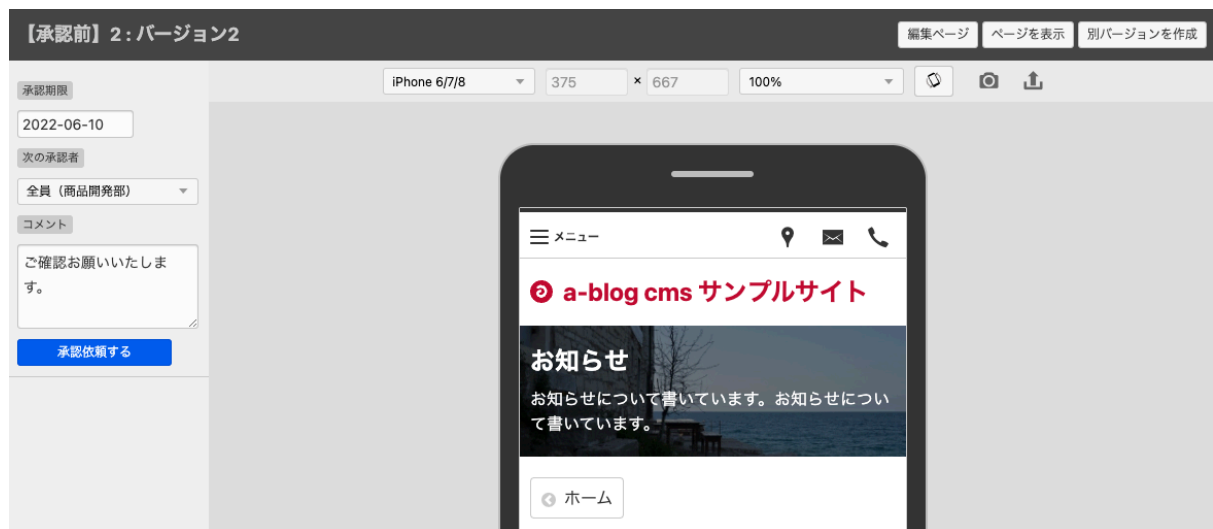 【承認前】2 : バージョン2
編集ページ
ページを表示
別バージョンを作成
iPhone 6/7/8
375
×
667
100%
承認期限
2022-06-10
次の承認者
全員（商品開発部）
コメント
ご確認お願いいたしま
す。
承認依頼する
メニュー
a-blog cms サンプルサイト
お知らせ
お知らせについて書いています。お知らせについ
て書いています。
ホーム